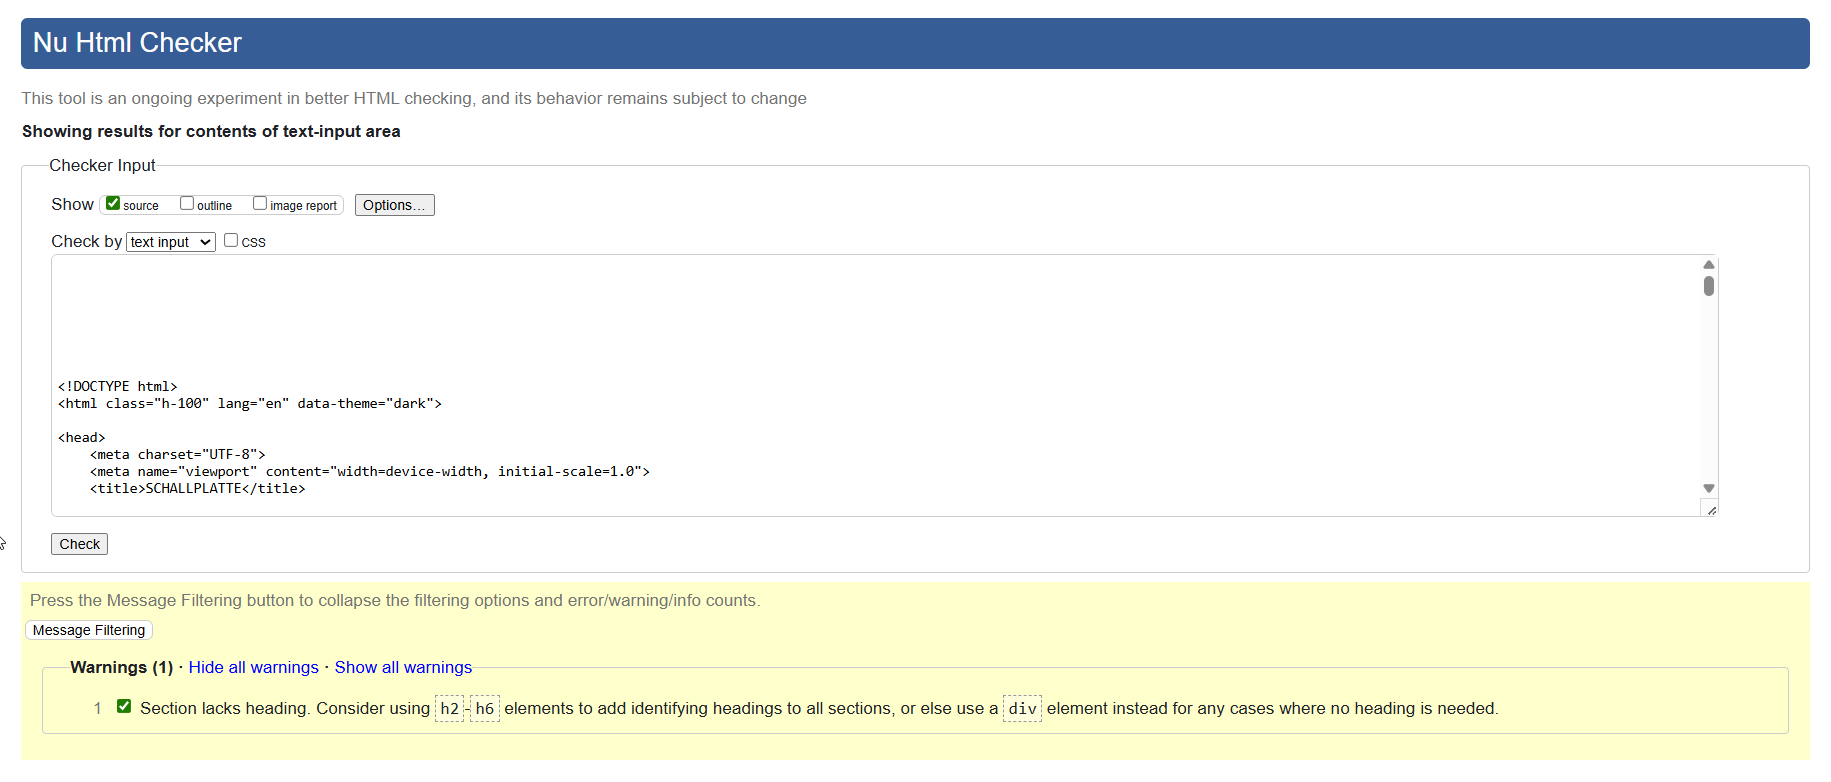 Nu Html Checker
This tool is an ongoing experiment in better HTML checking, and its behavior remains subject to change
Showing results for contents of text-input area
Checker Input
Show source outline image report Options...
Check by text input css
<!DOCTYPE html>
<html class="h-100" lang="en" data-theme="dark">
<head>
<meta charset="UTF-8">
<meta name="viewport" content="width=device-width, initial-scale=1.0">
<title>SCHALLPLATTE</title>
Check
Press the Message Filtering button to collapse the filtering options and error/warning/info counts.
Message Filtering
Warnings (1) · Hide all warnings · Show all warnings
1 Section lacks heading. Consider using h2-h6 elements to add identifying headings to all sections, or else use a div element instead for any cases where no heading is needed.